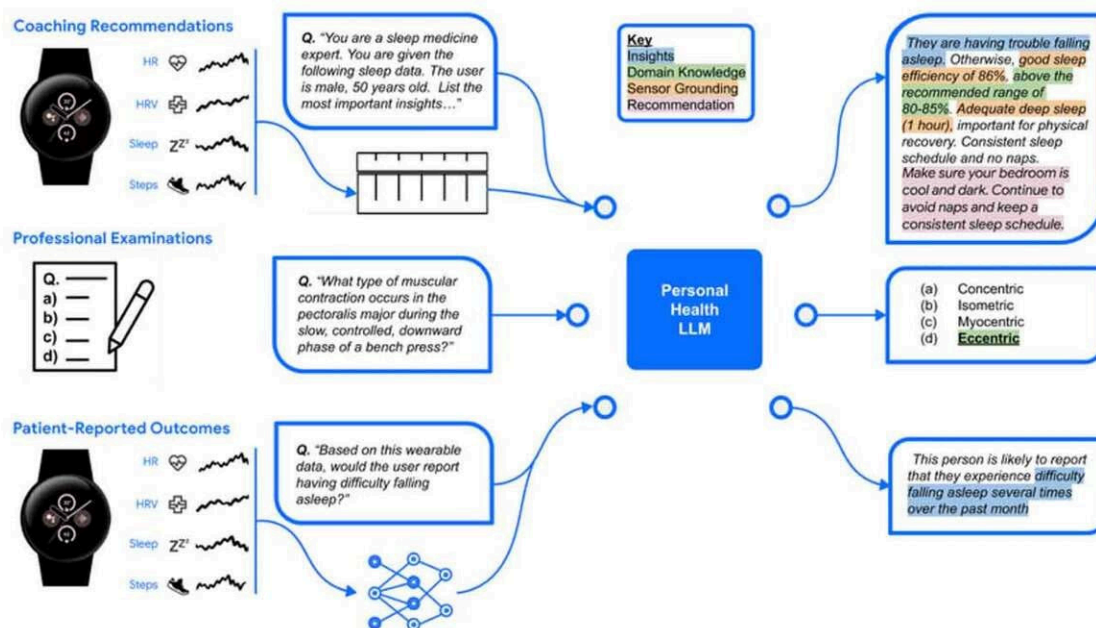 Coaching Recommendations
HR
HRV
Sleep
Steps
Q. “You are a sleep medicine
expert. You are given the
following sleep data. The user
is male, 50 years old. List the
most important insights…”
Key
Insights
Domain Knowledge
Sensor Grounding
Recommendation
They are having trouble falling
asleep. Otherwise, good sleep
efficiency of 86%, above the
recommended range of
80-85%. Adequate deep sleep
(1 hour), important for physical
recovery. Consistent sleep
schedule and no naps.
Make sure your bedroom is
cool and dark. Continue to
avoid naps and keep a
consistent sleep schedule.
Professional Examinations
Q.
a)
b)
c)
d)
Q. “What type of muscular
contraction occurs in the
pectoralis major during the
slow, controlled, downward
phase of a bench press?”
Personal
Health
LLM
(a) Concentric
(b) Isometric
(c) Myocentric
(d) Eccentric
Patient-Reported Outcomes
HR
HRV
Sleep
Steps
Q. “Based on this wearable
data, would the user report
having difficulty falling
asleep?”
This person is likely to report
that they experience difficulty
falling asleep several times
over the past month